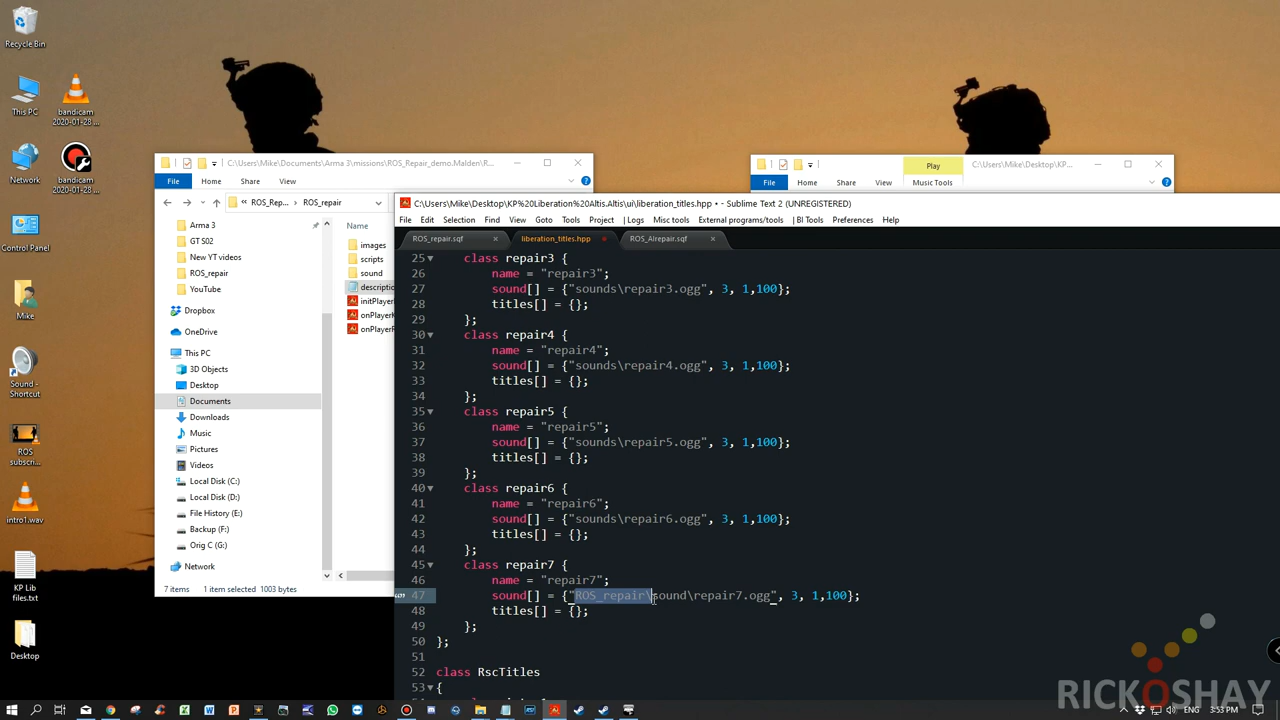 Recycle Bin
This PC
bandicam
2020-01-28 ...
Network
bandicam
2020-01-28 ...
Control Panel
Mike
Sound -
Shortcut
ROS
subscri...
intro1.wav
KP Lib
files.txt
Desktop
C:\Users\Mike\Documents\Arma 3\missions\ROS_Repair_demo.Malden\R...
File Home Share View
ROS_Rep... ROS_repair
Arma 3
GT S02
New YT videos
ROS_repair
YouTube
Dropbox
OneDrive
This PC
3D Objects
Desktop
Documents
Downloads
Music
Pictures
Videos
Local Disk (C:)
Local Disk (D:)
File History (E:)
Backup (F:)
Orig C (G:)
Network
Name
images
scripts
sound
descriptio
initPlayerl
onPlayerK
onPlayerR
7 items 1 item selected 1003 bytes
Play
C:\Users\Mike\Desktop\KP...
File Home Share View Music Tools
C:\Users\Mike\Desktop\KP%20Liberation%20Altis.Altis\ui\liberation_titles.hpp • - Sublime Text 2 (UNREGISTERED)
File Edit Selection Find View Goto Tools Project | Logs Misc tools External programs/tools | BI Tools Preferences Help
ROS_repair.sqf liberation_titles.hpp ROS_AIrepair.sqf
25 class repair3 {
26 name = "repair3";
27 sound[] = {"sounds\repair3.ogg", 3, 1,100};
28 titles[] = {};
29 };
30 class repair4 {
31 name = "repair4";
32 sound[] = {"sounds\repair4.ogg", 3, 1,100};
33 titles[] = {};
34 };
35 class repair5 {
36 name = "repair5";
37 sound[] = {"sounds\repair5.ogg", 3, 1,100};
38 titles[] = {};
39 };
40 class repair6 {
41 name = "repair6";
42 sound[] = {"sounds\repair6.ogg", 3, 1,100};
43 titles[] = {};
44 };
45 class repair7 {
46 name = "repair7";
47 sound[] = {"ROS_repair\sound\repair7.ogg", 3, 1,100};
48 titles[] = {};
49 };
50 };
51
52 class RscTitles
53 {
RICKOSHAY
ENG 3:53 PM